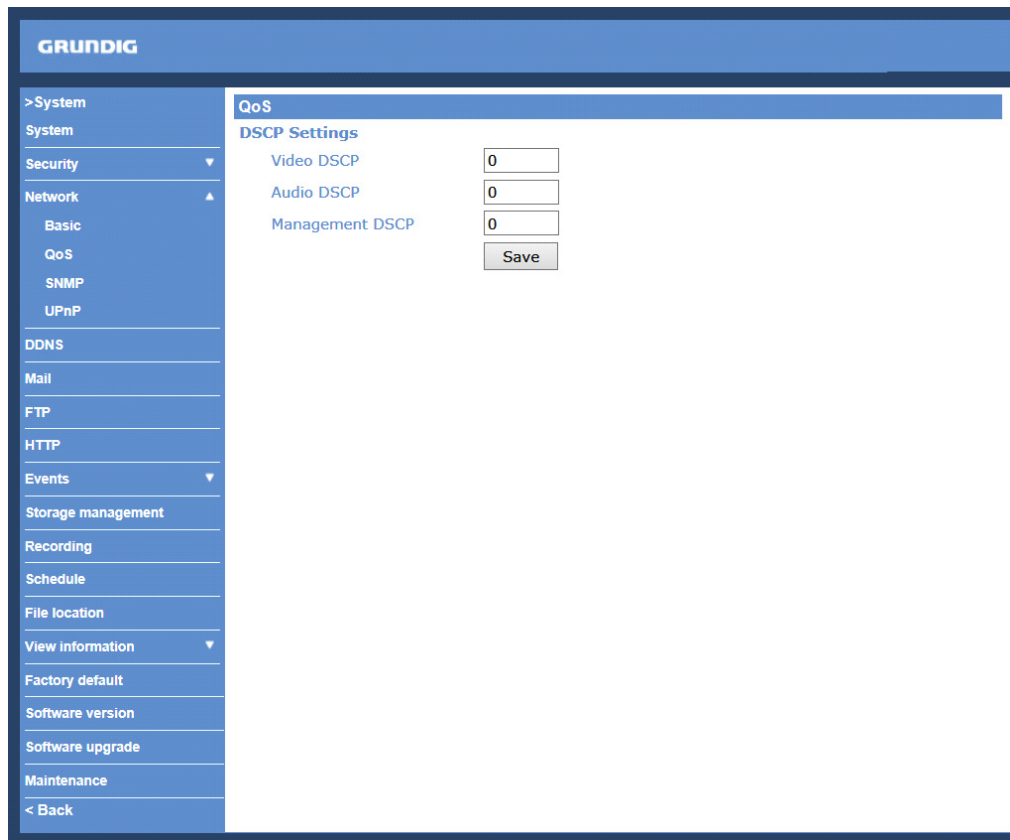 GRUNDIG
>System
System
Security
Network
Basic
QoS
SNMP
UPnP
DDNS
Mail
FTP
HTTP
Events
Storage management
Recording
Schedule
File location
View information
Factory default
Software version
Software upgrade
Maintenance
< Back
QoS
DSCP Settings
Video DSCP 0
Audio DSCP 0
Management DSCP 0
Save